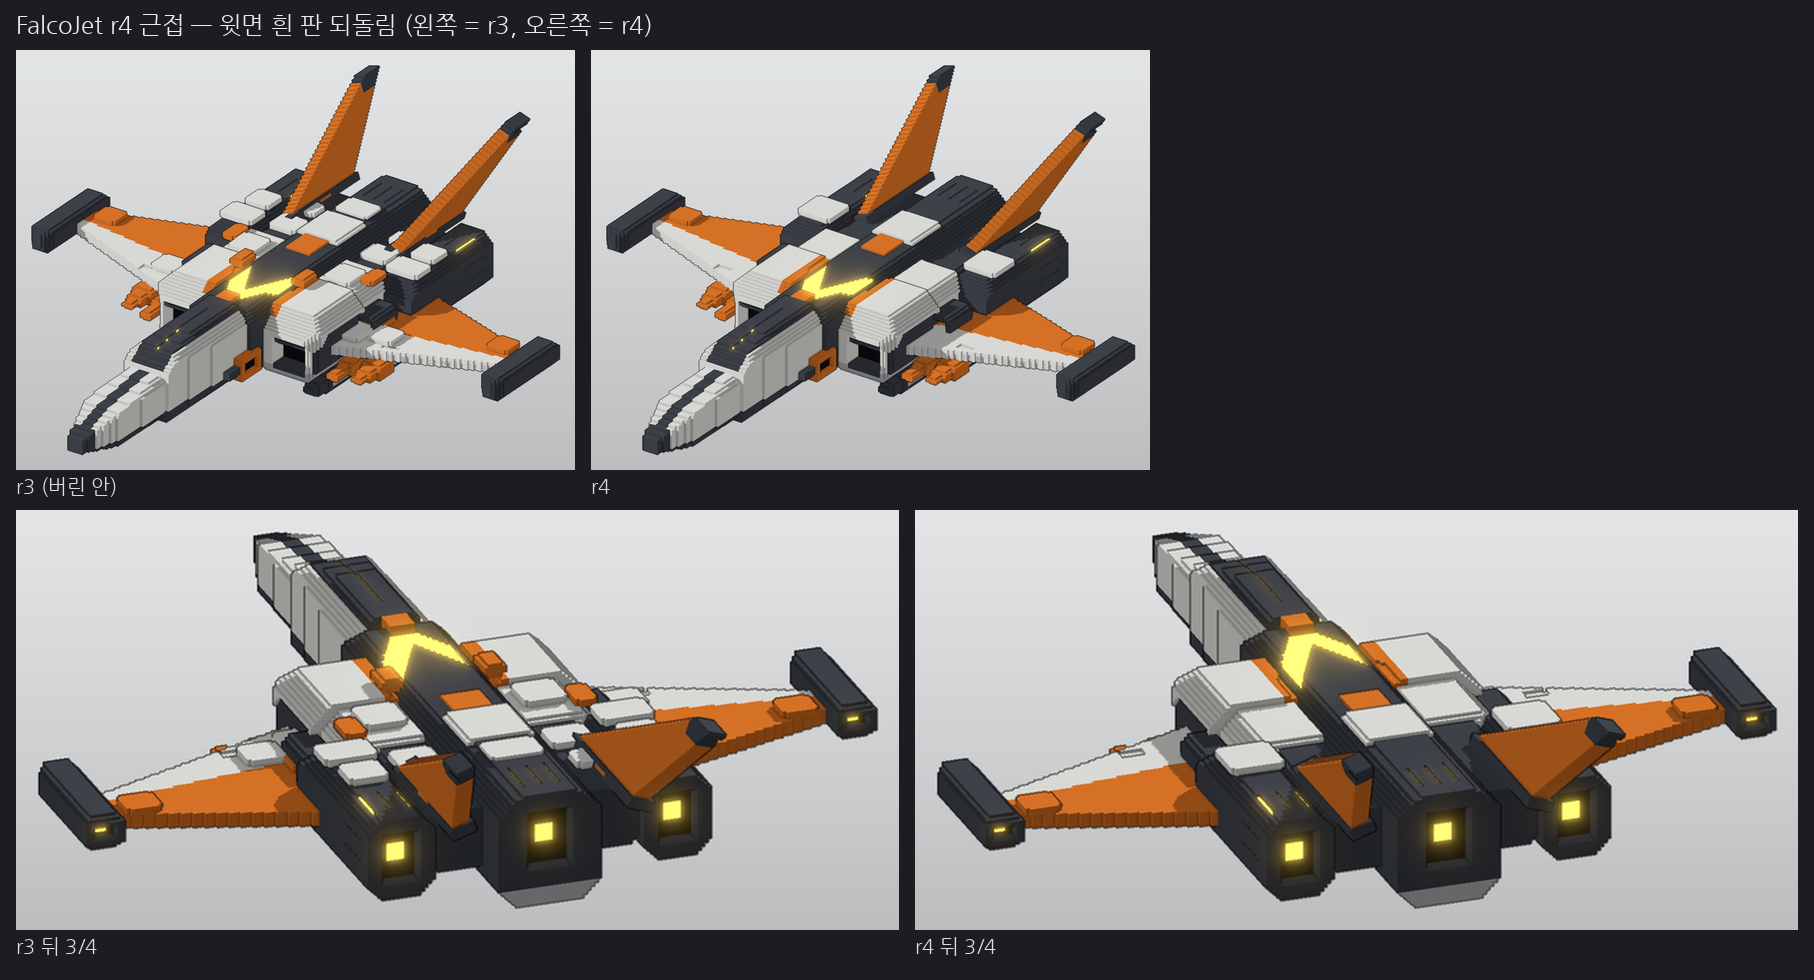 FalcoJet r4 근접 — 윗면 흰 판 되돌림 (왼쪽 = r3, 오른쪽 = r4)
r3 (버린 안)
r4
r3 뒤 3/4
r4 뒤 3/4